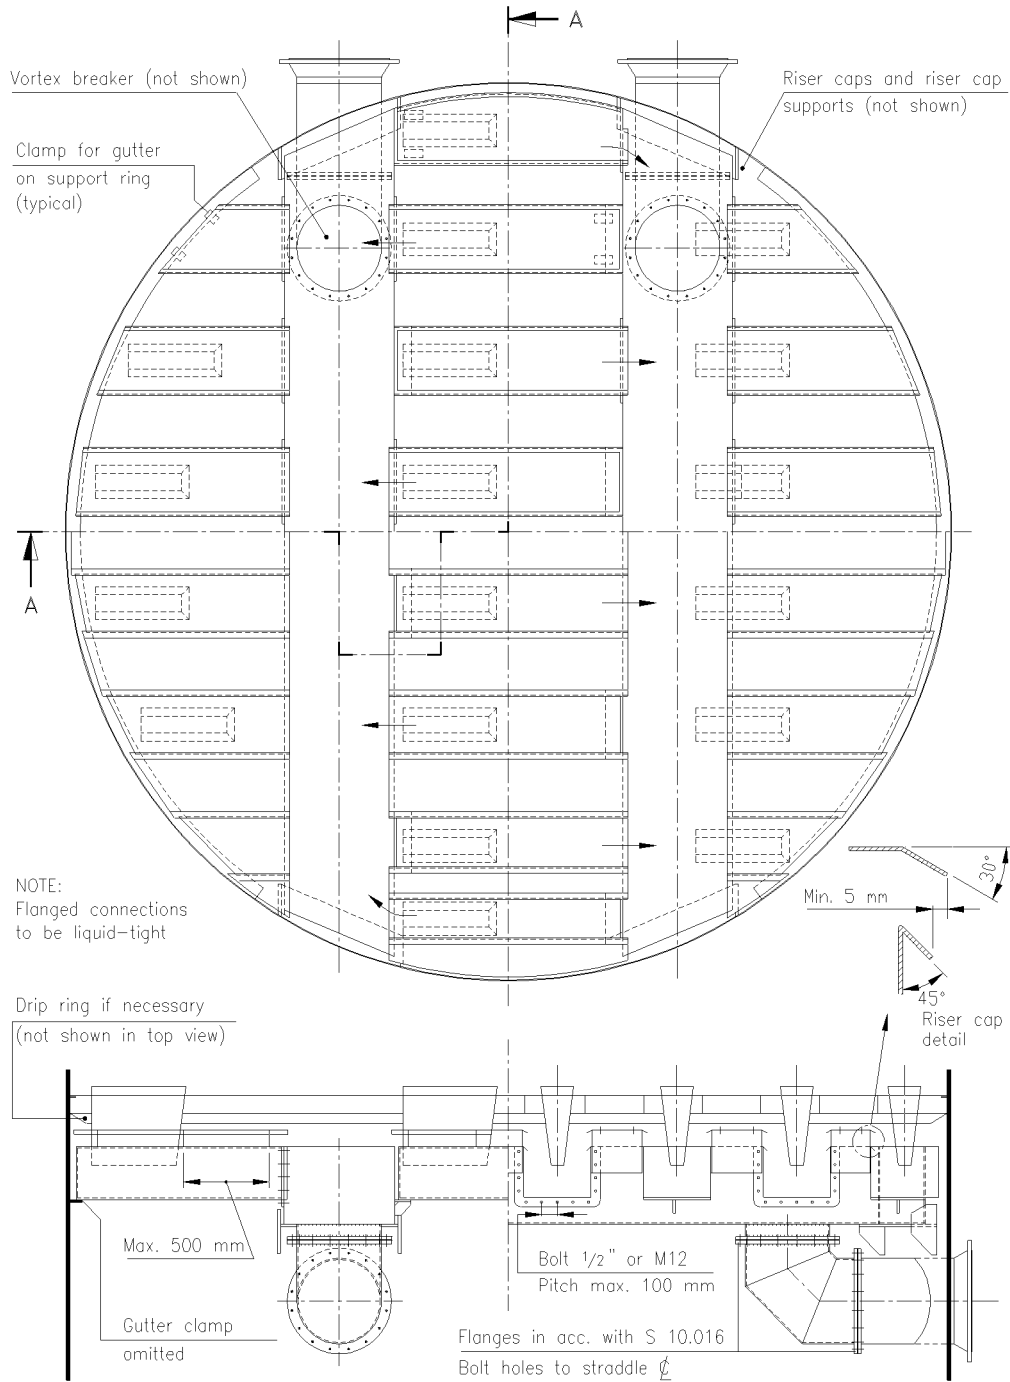 A
Vortex breaker (not shown)
Riser caps and riser cap
supports (not shown)
Clamp for gutter
on support ring
(typical)
A
NOTE:
Flanged connections
to be liquid-tight
30°
Min. 5 mm
45°
Riser cap
detail
Drip ring if necessary
(not shown in top view)
Max. 500 mm
Bolt 1/2" or M12
Pitch max. 100 mm
Gutter clamp
omitted
Flanges in acc. with S 10.016
Bolt holes to straddle ℄